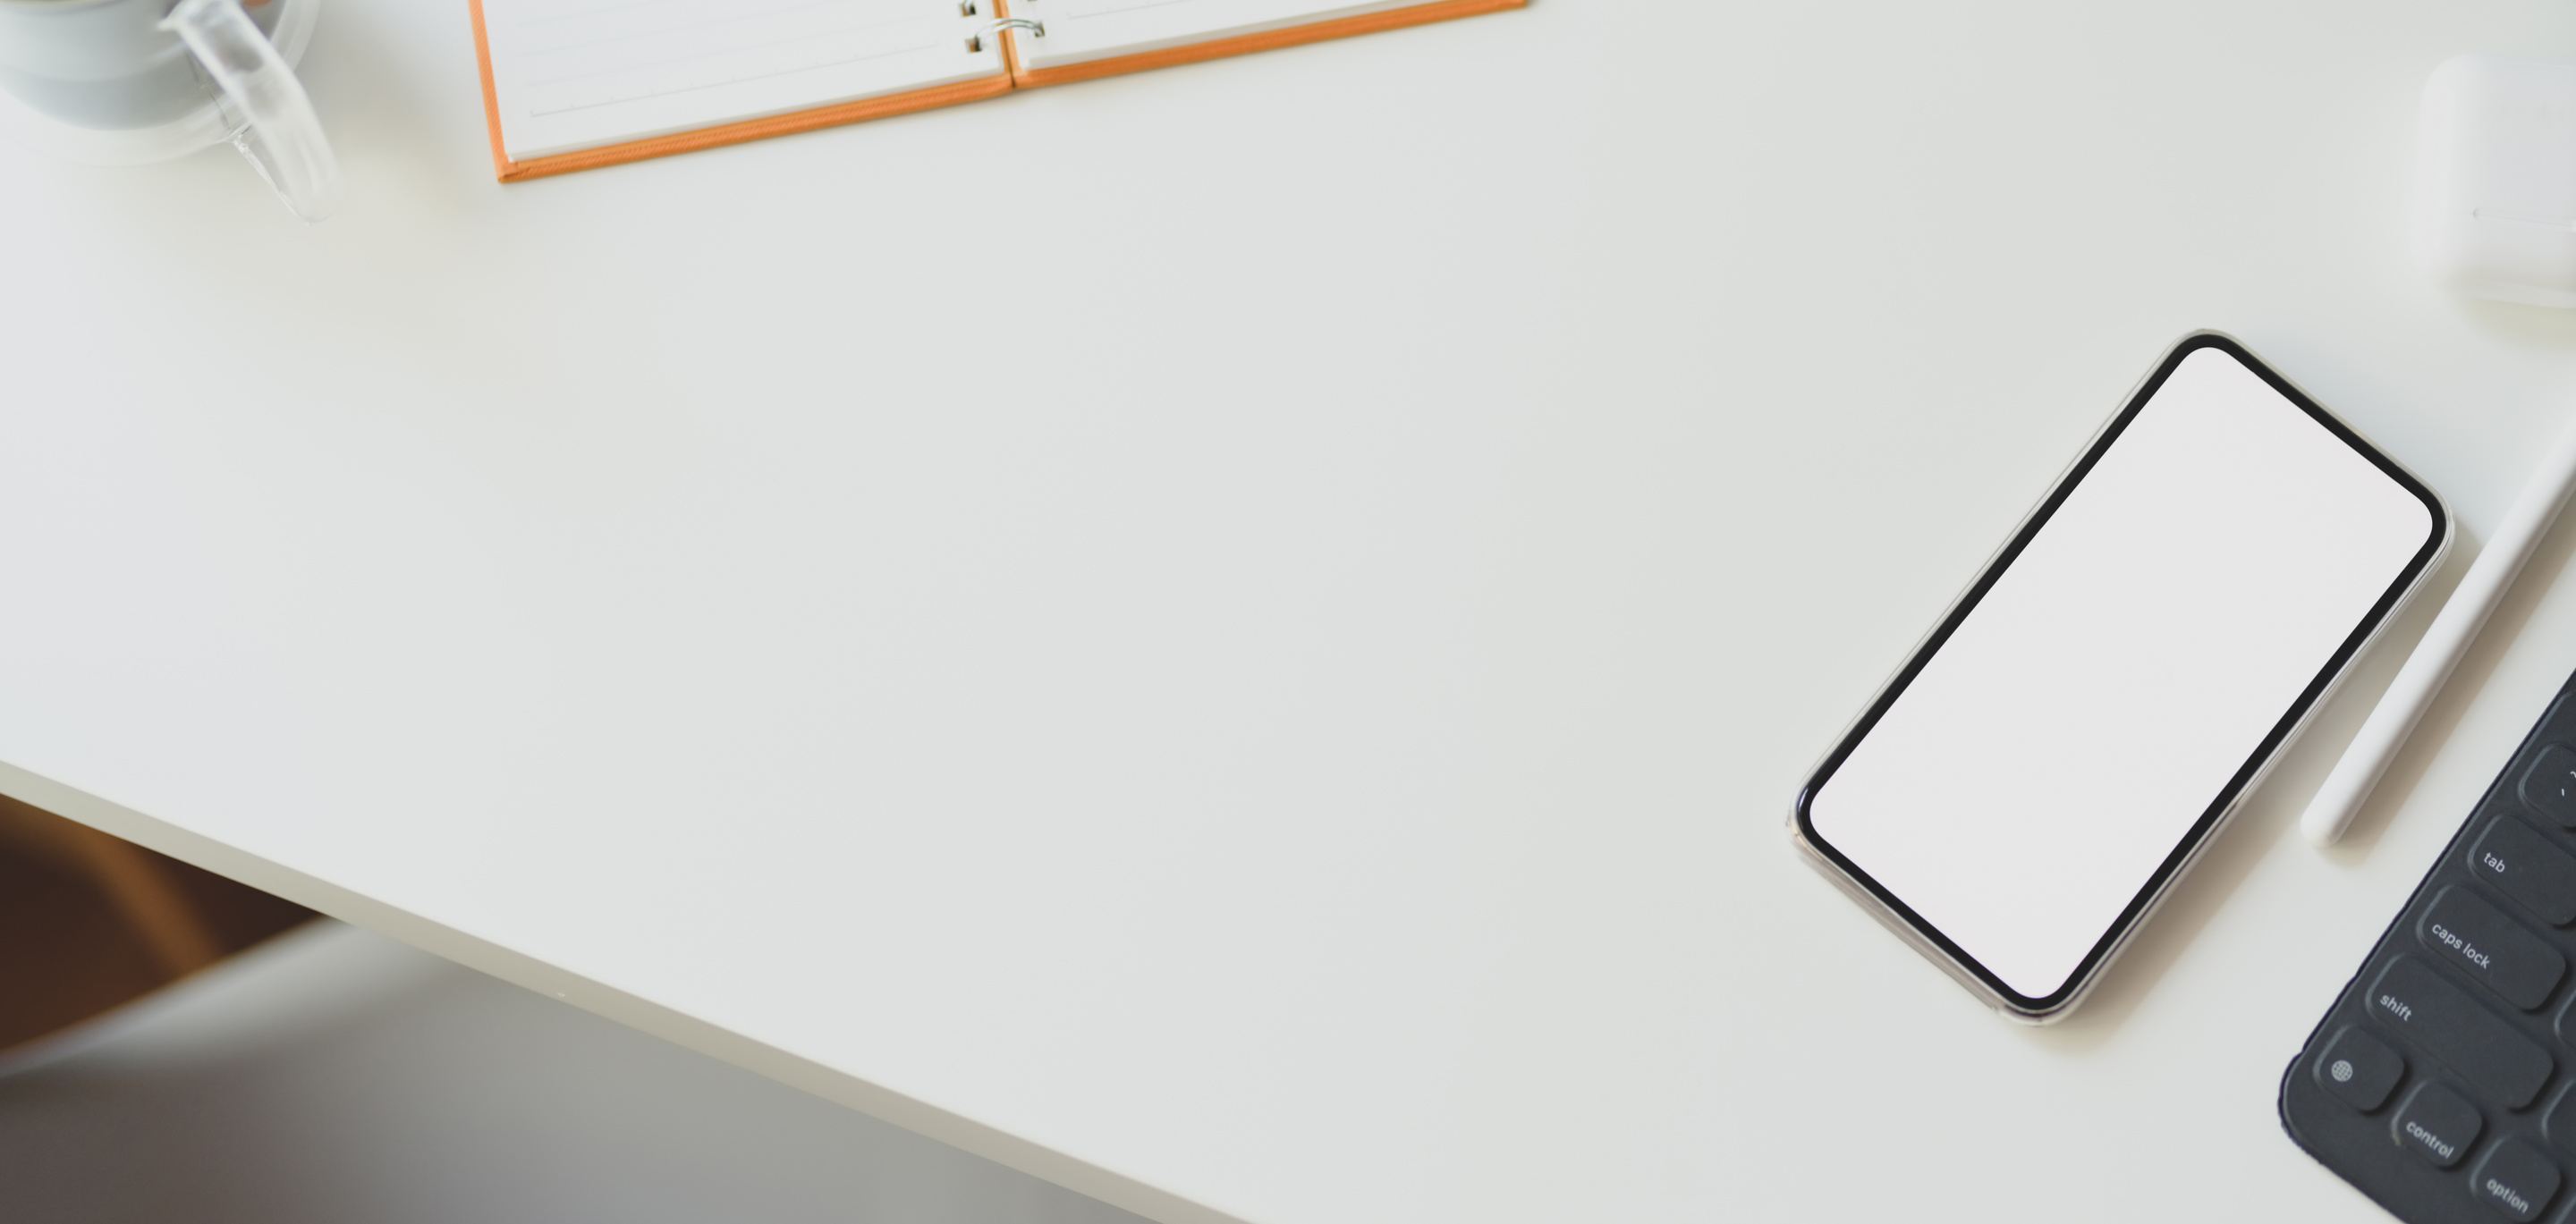 tab
caps lock
shift
control
option